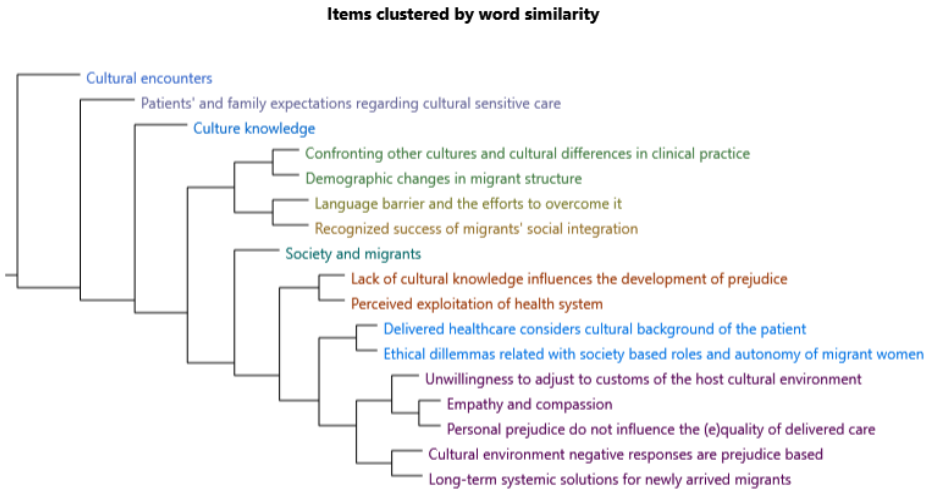 Items clustered by word similarity
Cultural encounters
Patients' and family expectations regarding cultural sensitive care
Culture knowledge
Confronting other cultures and cultural differences in clinical practice
Demographic changes in migrant structure
Language barrier and the efforts to overcome it
Recognized success of migrants' social integration
Society and migrants
Lack of cultural knowledge influences the development of prejudice
Perceived exploitation of health system
Delivered healthcare considers cultural background of the patient
Ethical dillemmas related with society based roles and autonomy of migrant women
Unwillingness to adjust to customs of the host cultural environment
Empathy and compassion
Personal prejudice do not influence the (e)quality of delivered care
Cultural environment negative responses are prejudice based
Long-term systemic solutions for newly arrived migrants